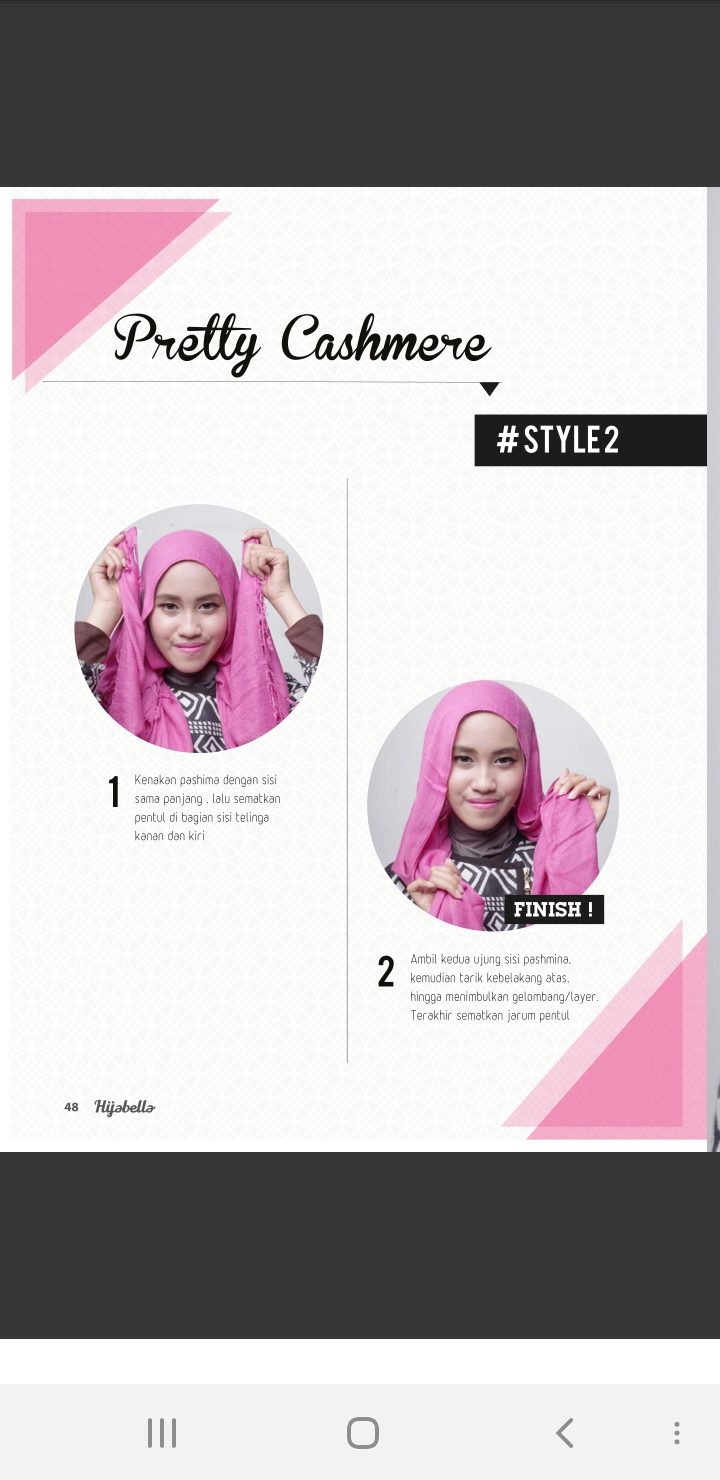 Pretty Cashmere
#STYLE2
1
Kenakan pashima dengan sisi
sama panjang , lalu sematkan
pentul di bagian sisi telinga
kanan dan kiri
FINISH !
2
Ambil kedua ujung sisi pashmina,
kemudian tarik kebelakang atas,
hingga menimbulkan gelombang/layer.
Terakhir sematkan jarum pentul
48 Hijabella